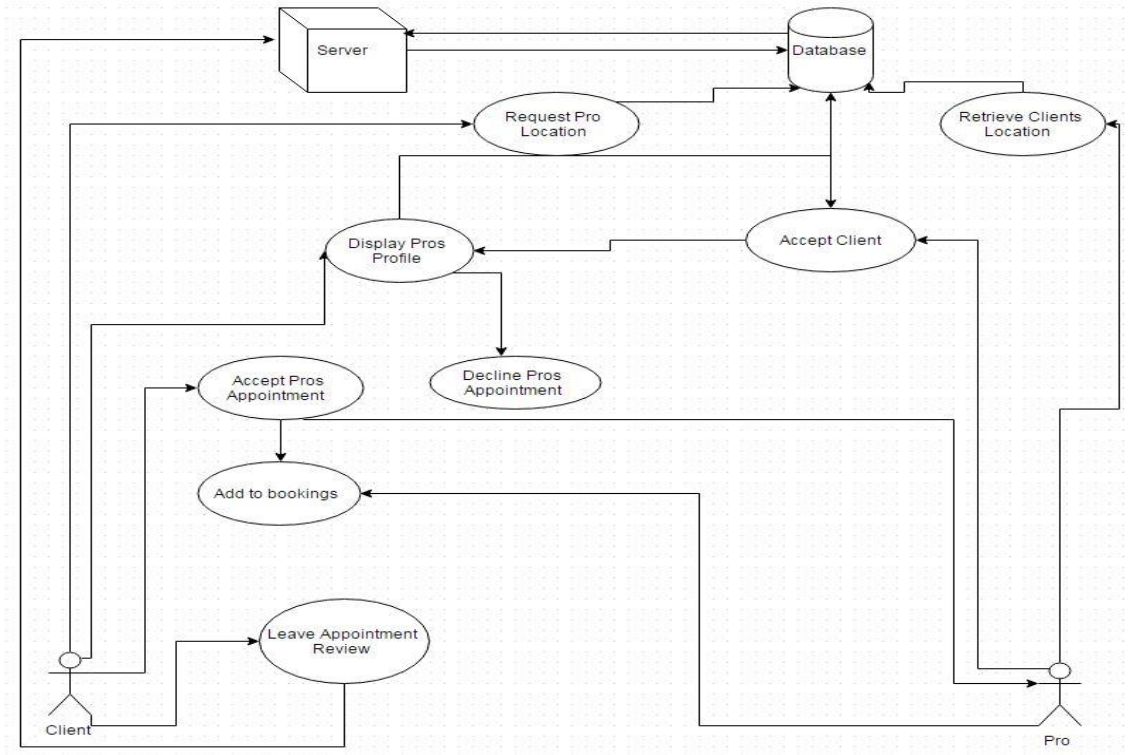 Server
Database
Request Pro
Location
Retrieve Clients
Location
Display Pros
Profile
Accept Client
Accept Pros
Appointment
Decline Pros
Appointment
Add to bookings
Leave Appointment
Review
Client
Pro